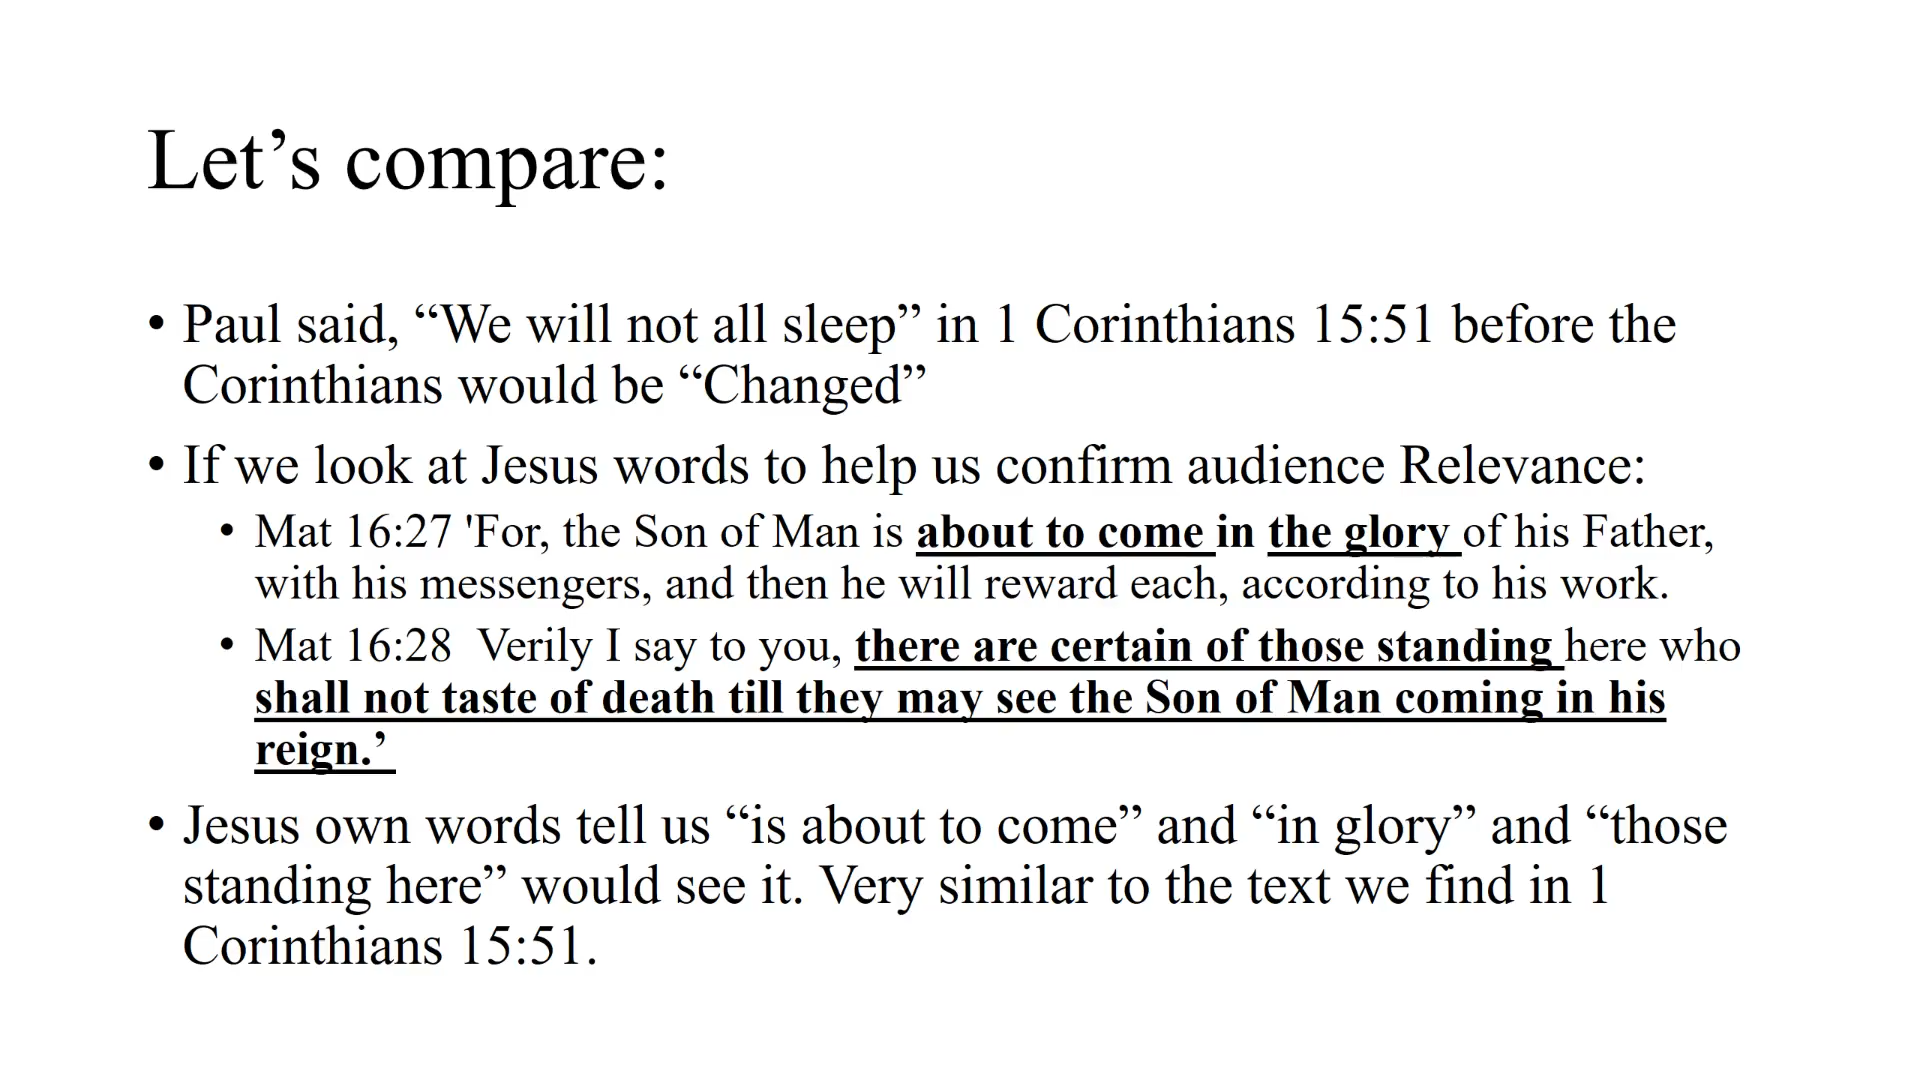 Let’s compare:
• Paul said, “We will not all sleep” in 1 Corinthians 15:51 before the
Corinthians would be “Changed”
• If we look at Jesus words to help us confirm audience Relevance:
• Mat 16:27 'For, the Son of Man is about to come in the glory of his Father,
with his messengers, and then he will reward each, according to his work.
• Mat 16:28  Verily I say to you, there are certain of those standing here who
shall not taste of death till they may see the Son of Man coming in his
reign.’
• Jesus own words tell us “is about to come” and “in glory” and “those
standing here” would see it. Very similar to the text we find in 1
Corinthians 15:51.